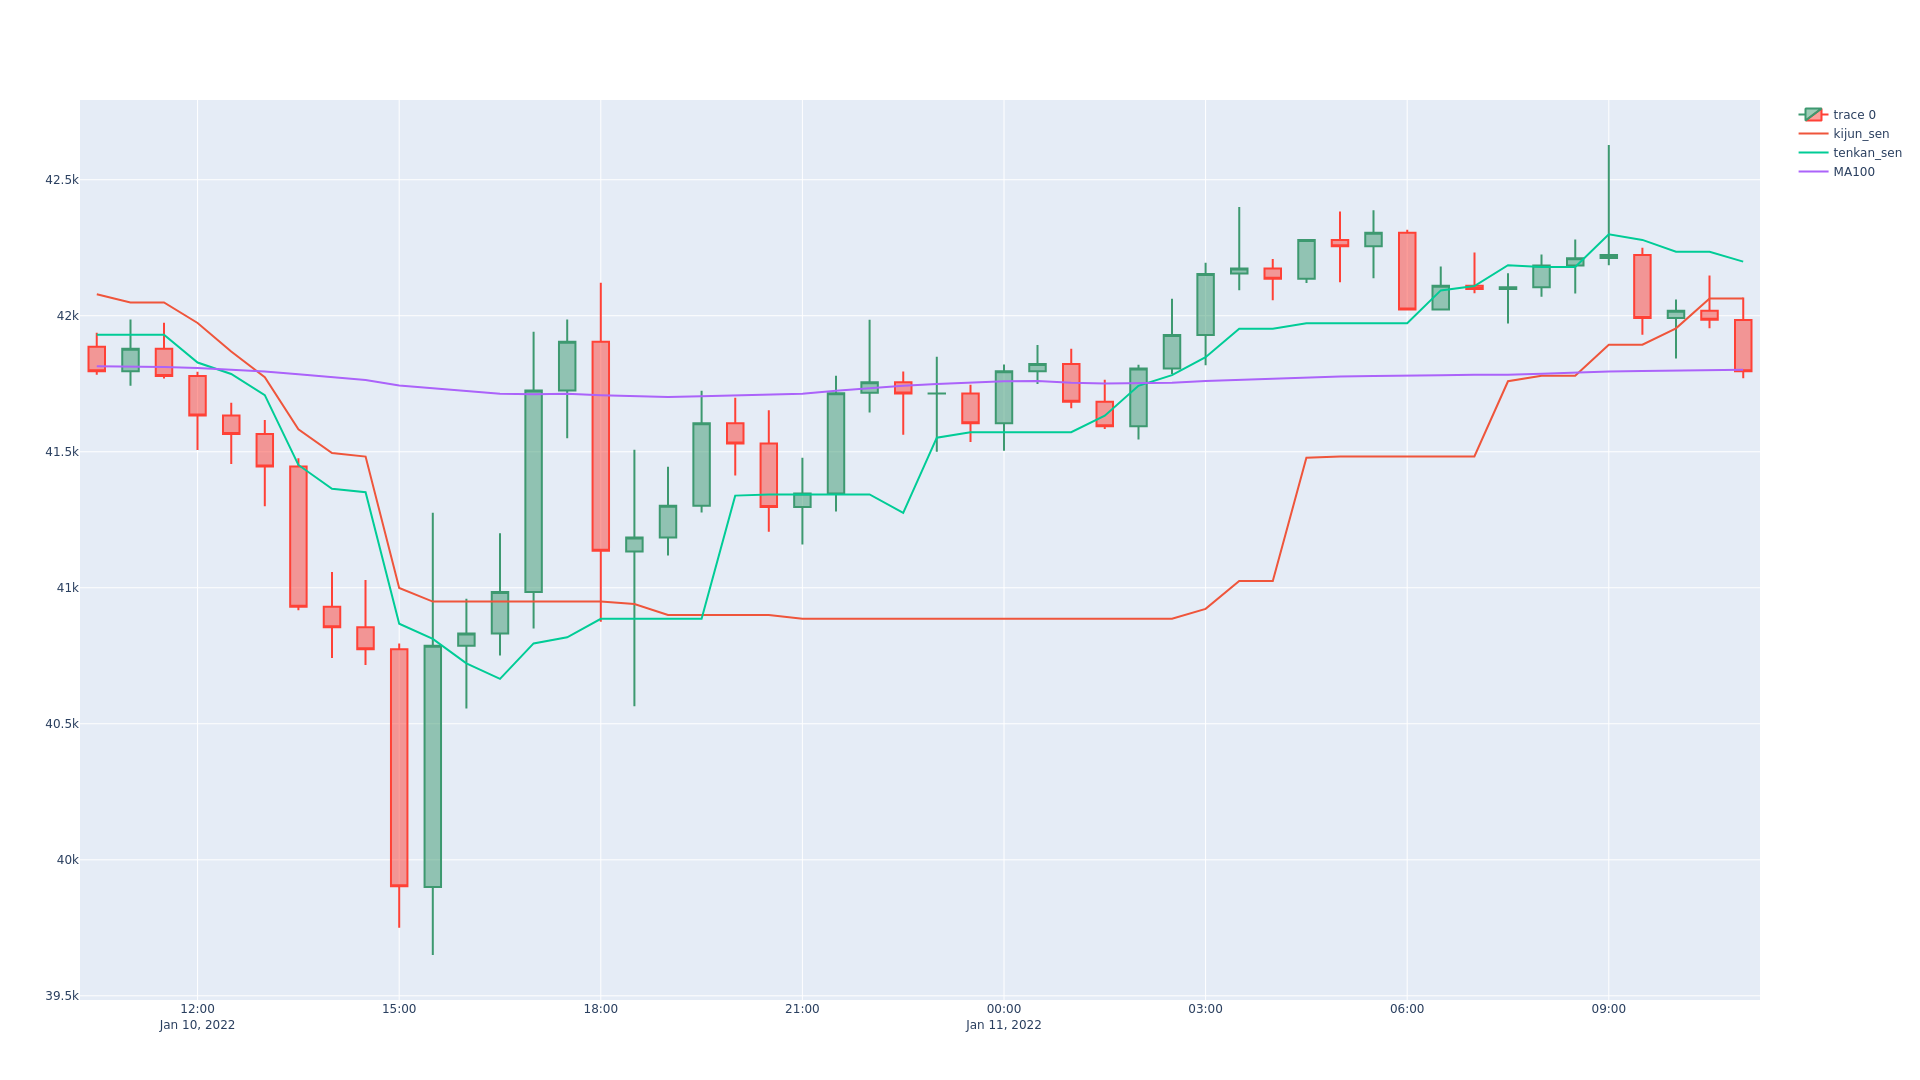 trace 0
kijun_sen
tenkan_sen
MA100
42.5k
42k
41.5k
41k
40.5k
40k
39.5k
12:00 15:00 18:00 21:00 00:00 03:00 06:00 09:00
Jan 10, 2022 Jan 11, 2022